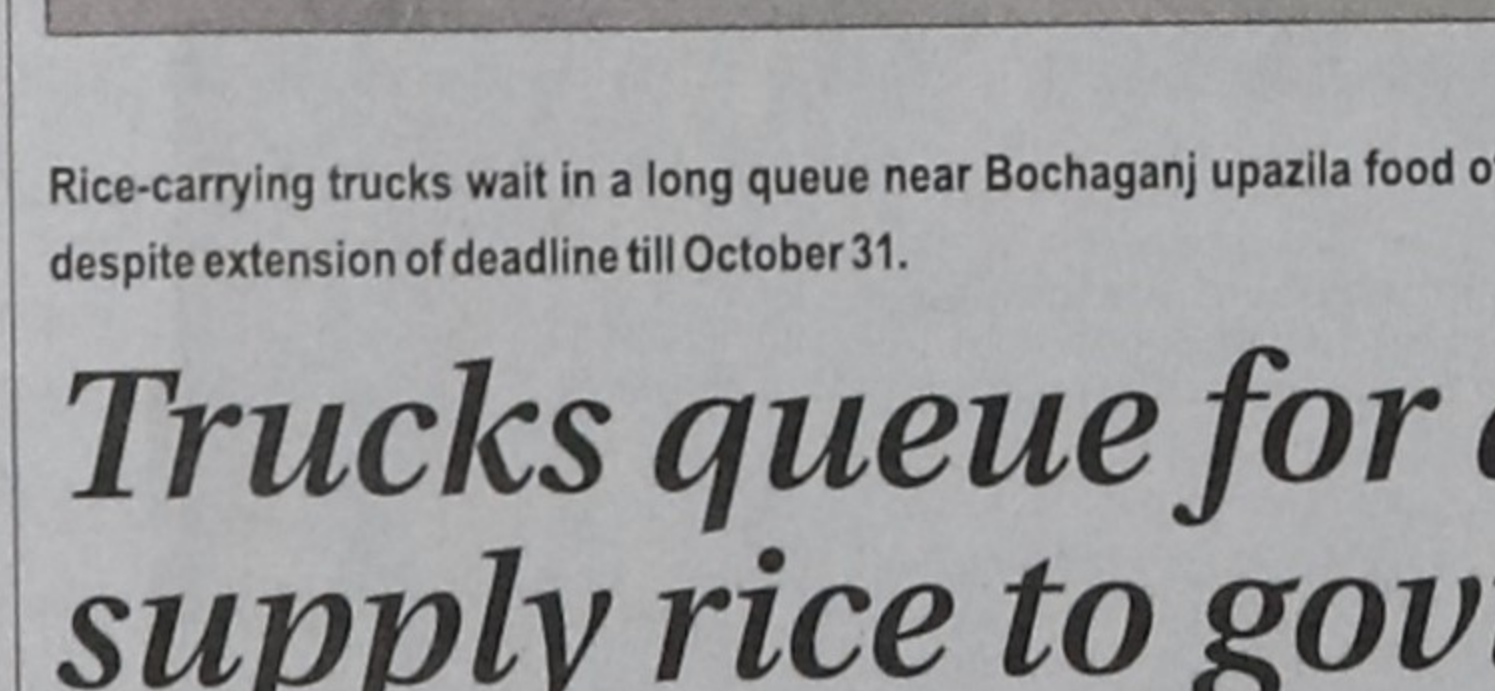 Rice-carrying trucks wait in a long queue near Bochaganj upazila food
despite extension of deadline till October 31.
Trucks queue for
supply rice to